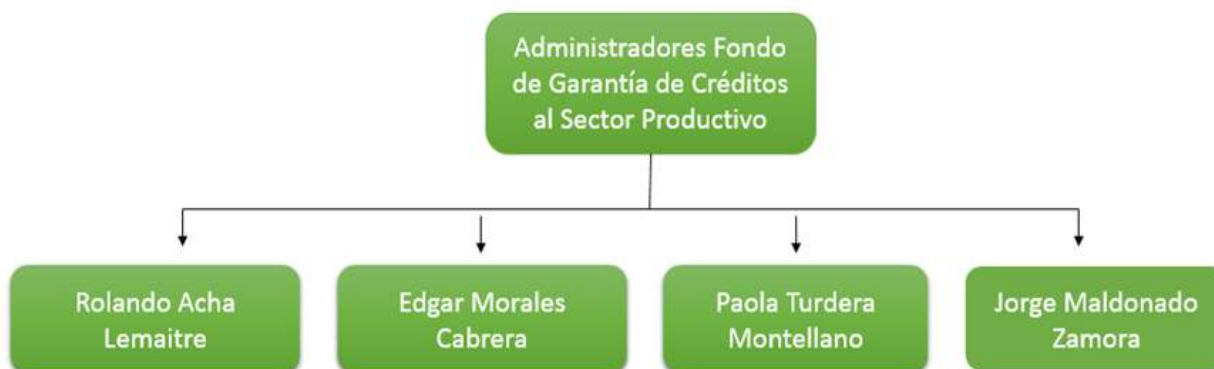 Administradores Fondo
de Garantía de Créditos
al Sector Productivo
Rolando Acha
Lemaitre
Edgar Morales
Cabrera
Paola Turdera
Montellano
Jorge Maldonado
Zamora